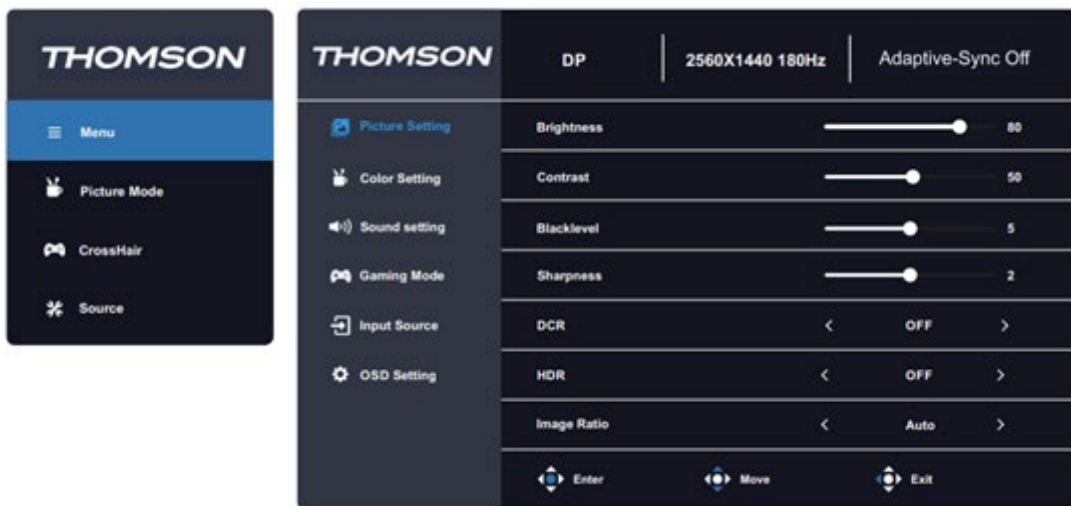 THOMSON
Menu
Picture Mode
CrossHair
Source
THOMSON
DP
2560X1440 180Hz
Adaptive-Sync Off
Picture Setting
Color Setting
Sound setting
Gaming Mode
Input Source
OSD Setting
Brightness 80
Contrast 50
Blacklevel 5
Sharpness 2
DCR < OFF >
HDR < OFF >
Image Ratio < Auto >
Enter Move Exit